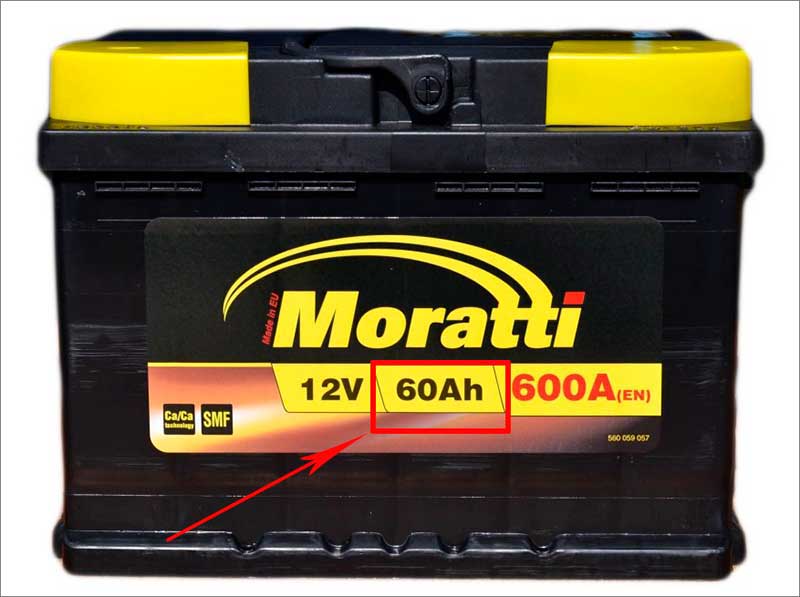 Made in EU
Moratti
12V 60Ah 600A (EN)
Ca/Ca
technology
SMF
560 059 057